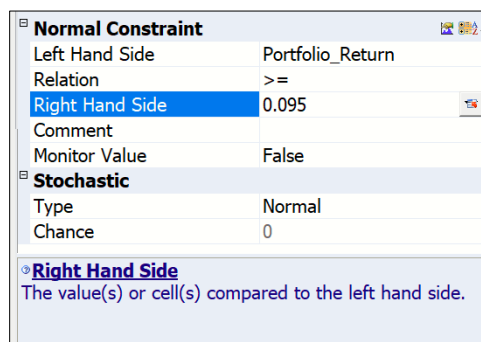 Normal Constraint
Left Hand Side Portfolio_Return
Relation >=
Right Hand Side 0.095
Comment
Monitor Value False
Stochastic
Type Normal
Chance 0
Right Hand Side
The value(s) or cell(s) compared to the left hand side.